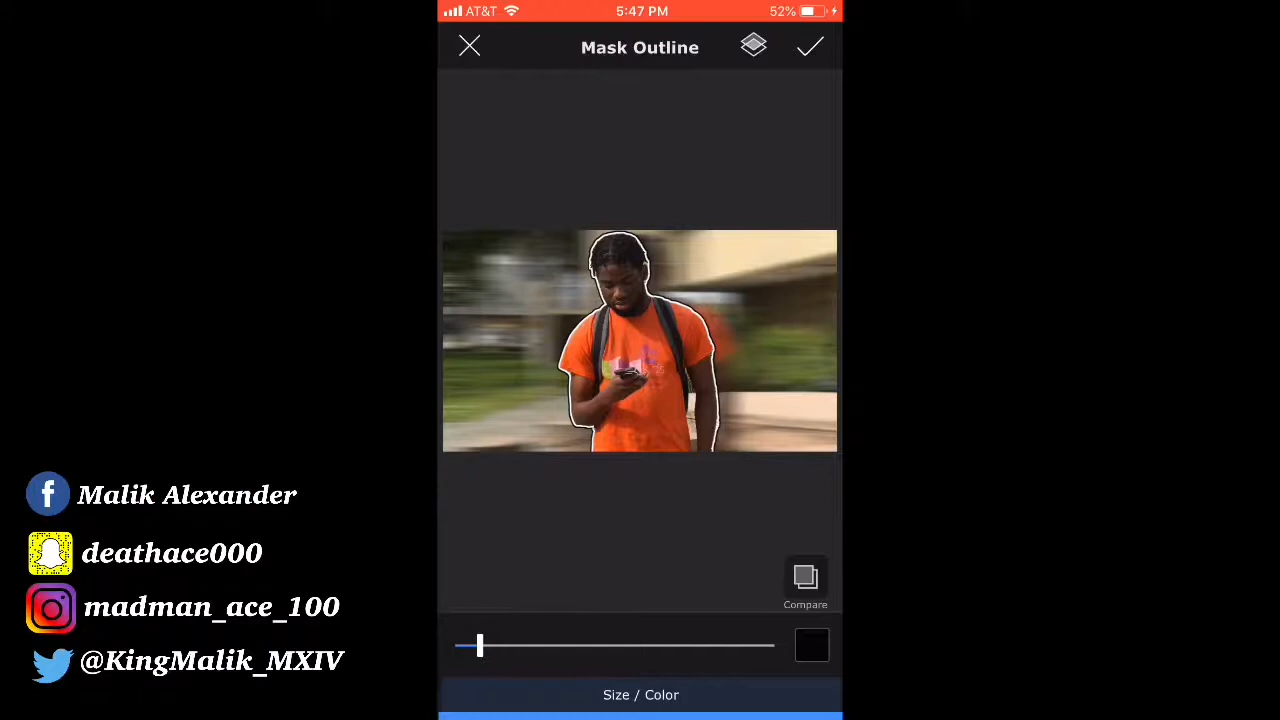 AT&T 5:47 PM 52%
Mask Outline
Malik Alexander
deathace000
madman_ace_100
@KingMalik_MXIV
Compare
Size / Color